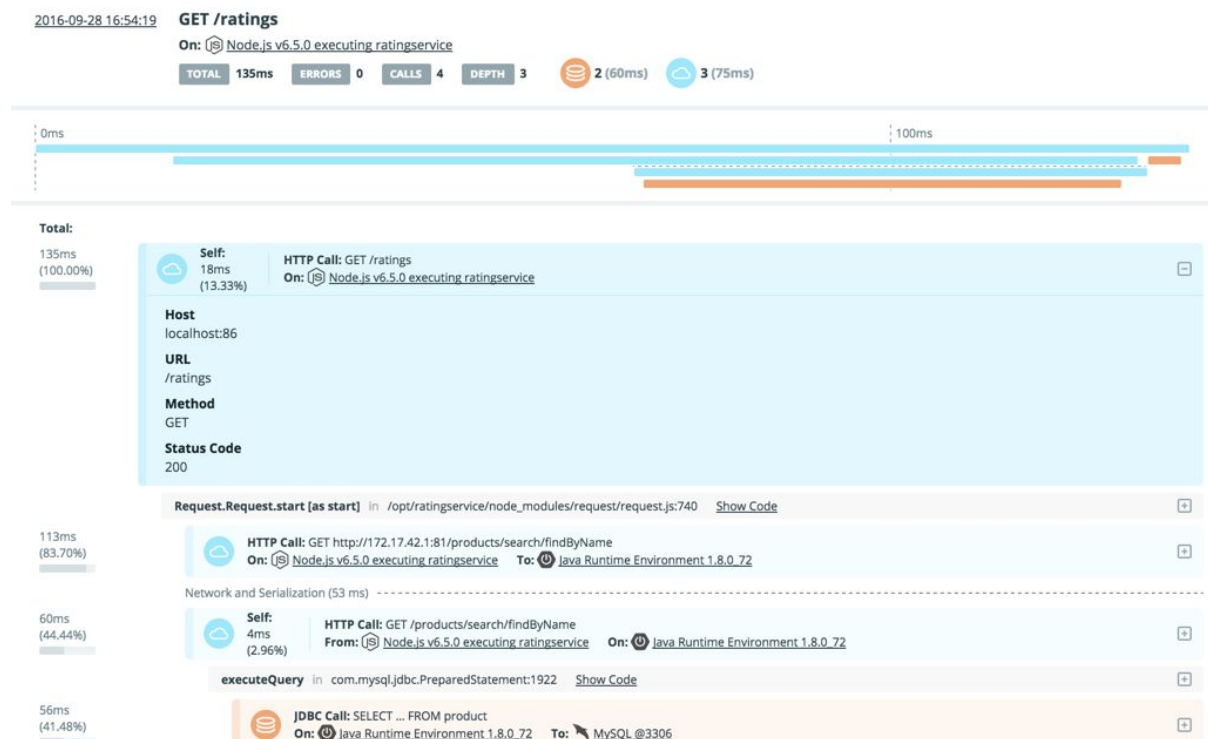 2016-09-28 16:54:19 GET /ratings
On: JS Node.js v6.5.0 executing ratingservice
TOTAL 135ms ERRORS 0 CALLS 4 DEPTH 3 2 (60ms) 3 (75ms)
0ms 100ms
Total:
135ms
(100.00%)
Self:
18ms
(13.33%)
HTTP Call: GET /ratings
On: JS Node.js v6.5.0 executing ratingservice
Host
localhost:86
URL
/ratings
Method
GET
Status Code
200
Request.Request.start [as start] in /opt/ratingservice/node_modules/request/request.js:740 Show Code
113ms
(83.70%)
HTTP Call: GET http://172.17.42.1:81/products/search/findByName
On: JS Node.js v6.5.0 executing ratingservice To: Java Runtime Environment 1.8.0_72
Network and Serialization (53 ms)
60ms
(44.44%)
Self:
4ms
(2.96%)
HTTP Call: GET /products/search/findByName
From: JS Node.js v6.5.0 executing ratingservice On: Java Runtime Environment 1.8.0_72
executeQuery in com.mysql.jdbc.PreparedStatement:1922 Show Code
56ms
(41.48%)
JDBC Call: SELECT ... FROM product
On: Java Runtime Environment 1.8.0_72 To: MySQL @3306